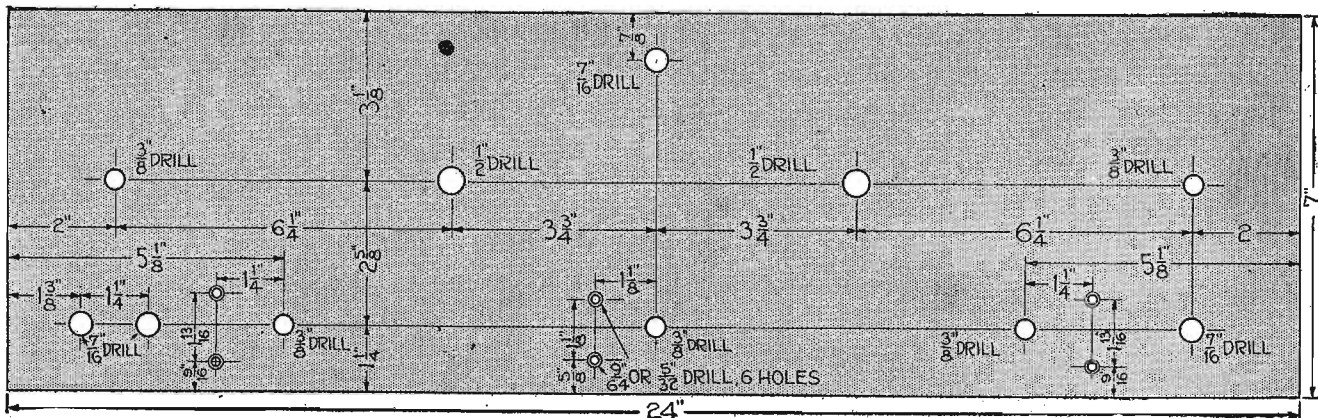 7/8
7/16 DRILL
3 1/8"
3/8" DRILL
1/2" DRILL
1/2" DRILL
3/8" DRILL
7"
2"
6 1/4"
3 3/4"
3 3/4"
6 1/4"
2
2 5/8"
5 1/8"
5 1/8"
1 3/8"
1 1/4"
1 1/4"
1 1/8"
1 1/4"
7/16" DRILL
1 13/16
9/16"
3/8" DRILL
1 1/4"
1 1/8"
5/8"
9/64" OR 5/32" DRILL, 6 HOLES
3/8" DRILL
3/8" DRILL
1 13/16"
9/16"
7/16" DRILL
24"